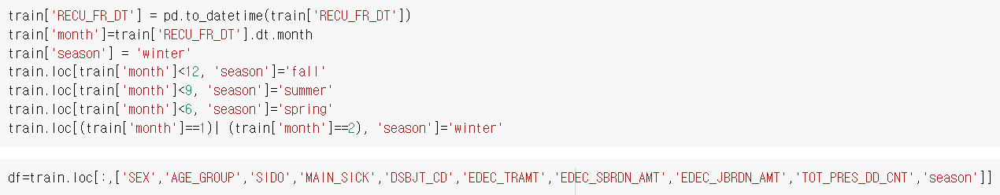 train['RECU_FR_DT'] = pd.to_datetime(train['RECU_FR_DT'])
train['month']=train['RECU_FR_DT'].dt.month
train['season'] = 'winter'
train.loc[train['month']<12, 'season']='fall'
train.loc[train['month']<9, 'season']='summer'
train.loc[train['month']<6, 'season']='spring'
train.loc[(train['month']==1)| (train['month']==2), 'season']='winter'
df=train.loc[:,['SEX','AGE_GROUP','SIDO','MAIN_SICK','DSBJT_CD','EDEC_TRAMT','EDEC_SBRDN_AMT','EDEC_JBRDN_AMT','TOT_PRES_DD_CNT','season']]